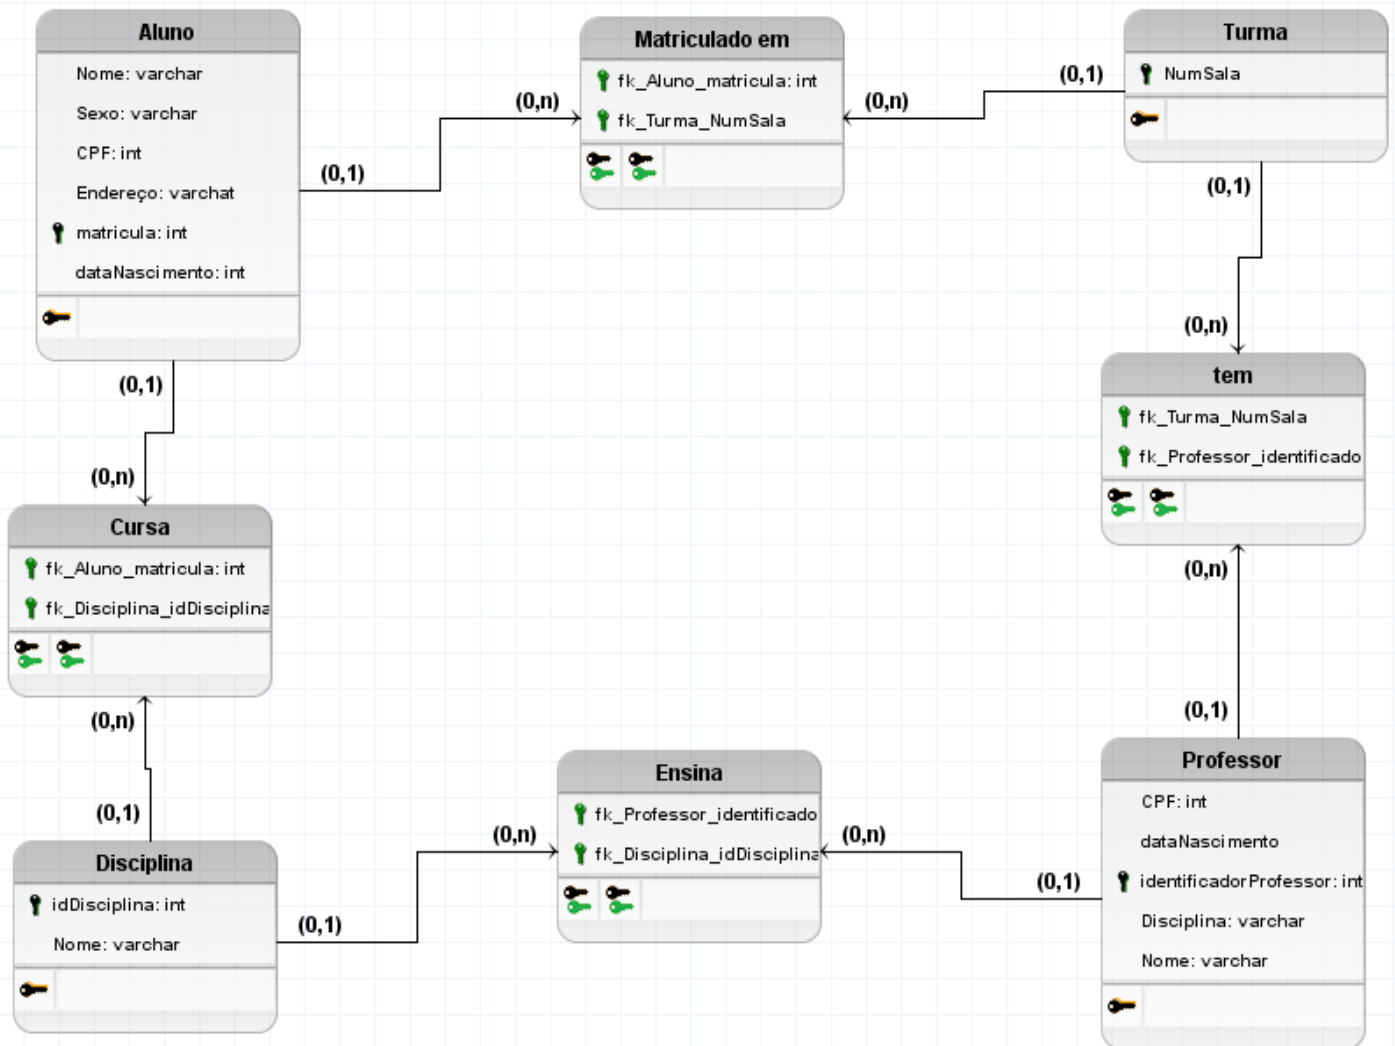 Aluno
Nome: varchar
Sexo: varchar
CPF: int
Endereço: varchat
matricula: int
dataNascimento: int
(0,1)
(0,n)
Matriculado em
fk_Aluno_matricula: int
fk_Turma_NumSala
(0,n)
(0,1)
Turma
NumSala
(0,1)
(0,n)
tem
fk_Turma_NumSala
fk_Professor_identificado
(0,n)
(0,1)
(0,1)
(0,n)
Cursa
fk_Aluno_matricula: int
fk_Disciplina_idDisciplina
(0,n)
(0,1)
Disciplina
idDisciplina: int
Nome: varchar
(0,1)
(0,n)
Ensina
fk_Professor_identificado
fk_Disciplina_idDisciplina
(0,n)
(0,1)
Professor
CPF: int
dataNascimento
identificadorProfessor: int
Disciplina: varchar
Nome: varchar